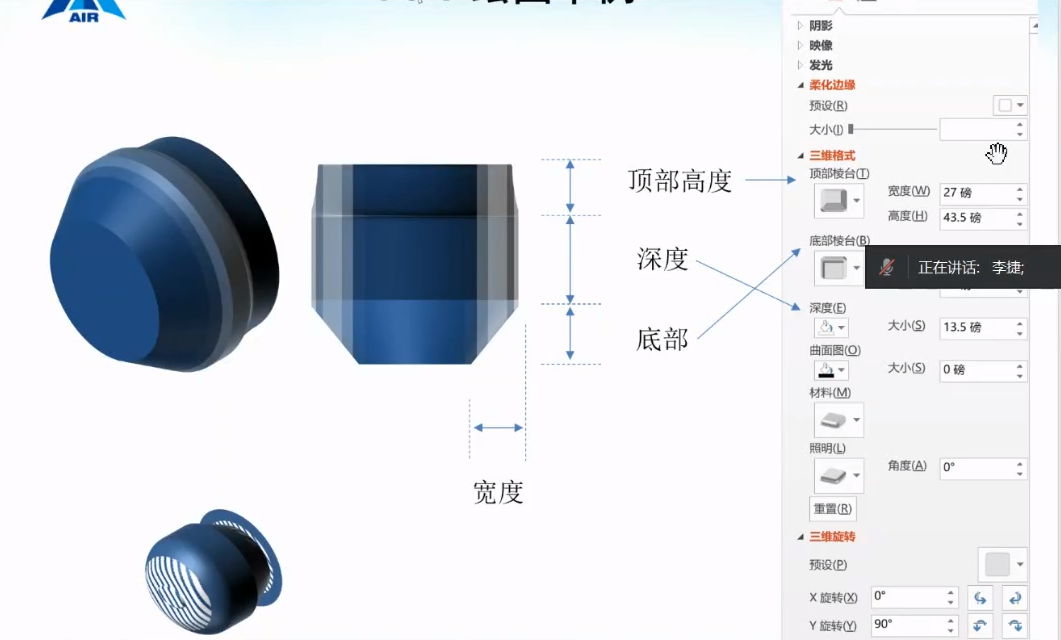 AIR
阴影
映像
发光
柔化边缘
预设(R)
大小(I)
三维格式
顶部棱台(T)
宽度(W) 27 磅
高度(H) 43.5 磅
底部棱台(B)
正在讲话: 李捷;
深度(E)
大小(S) 13.5 磅
曲面图(O)
大小(S) 0 磅
材料(M)
照明(L)
角度(A) 0°
重置(R)
三维旋转
预设(P)
X 旋转(X) 0°
Y 旋转(Y) 90°
顶部高度
深度
底部
宽度